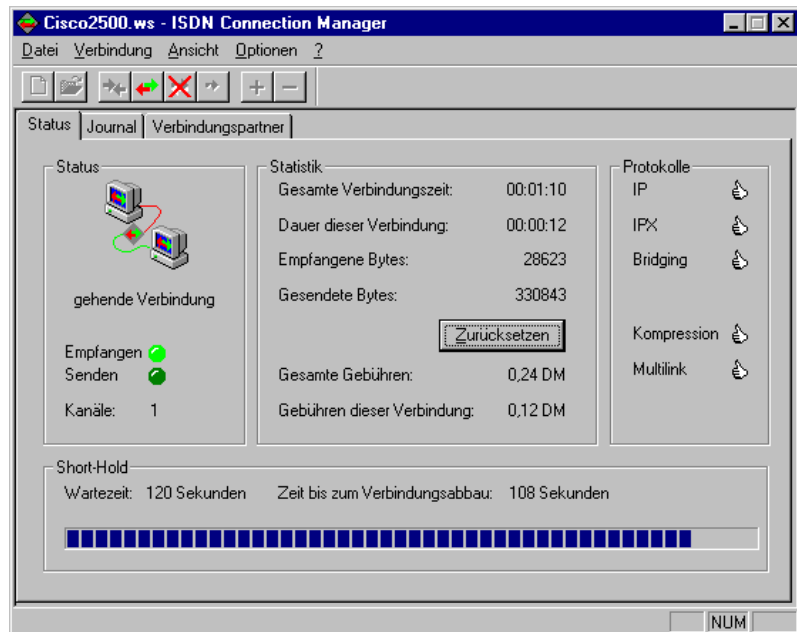 Cisco2500.ws - ISDN Connection Manager
Datei Verbindung Ansicht Optionen ?
Status Journal Verbindungspartner
Status
gehende Verbindung
Empfangen
Senden
Kanäle: 1
Statistik
Gesamte Verbindungszeit: 00:01:10
Dauer dieser Verbindung: 00:00:12
Empfangene Bytes: 28623
Gesendete Bytes: 330843
Zurücksetzen
Gesamte Gebühren: 0,24 DM
Gebühren dieser Verbindung: 0,12 DM
Protokolle
IP
IPX
Bridging
Kompression
Multilink
Short-Hold
Wartezeit: 120 Sekunden Zeit bis zum Verbindungsabbau: 108 Sekunden
NUM